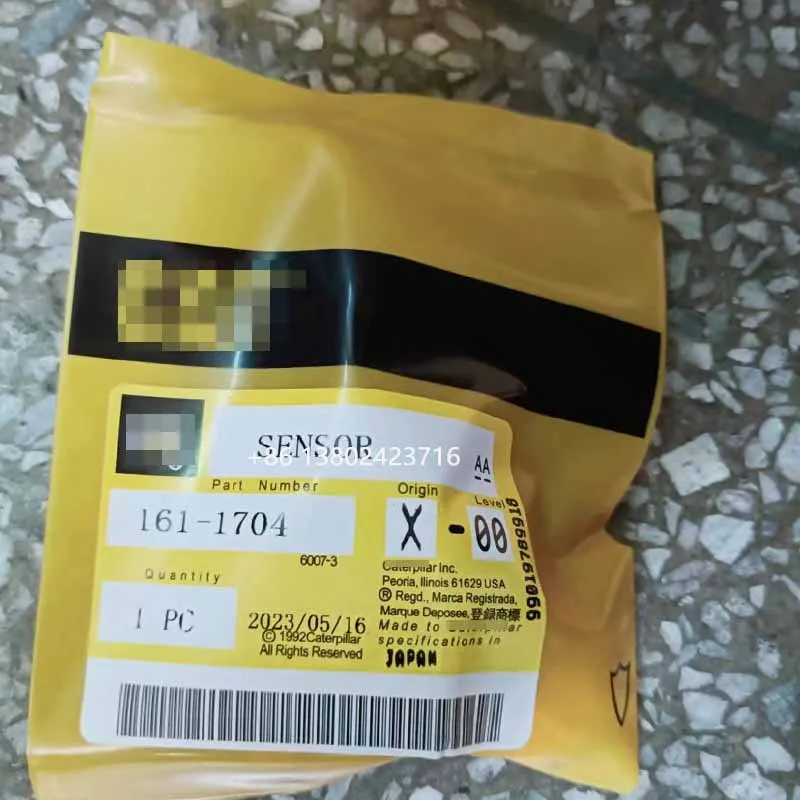 SENSOR
+86 13802423716
AA
Part Number
Origin
Level
161-1704
X - 00
6007-3
Caterpillar Inc.
Peoria, Ilinois 61629 USA
® Regd., Marca Registrada,
Marque Deposee, 登録商標
Quantity
1 PC
2023/05/16
© 1992Caterpillar
All Rights Reserved
Made to Caterpillar
specifications in
JAPAN